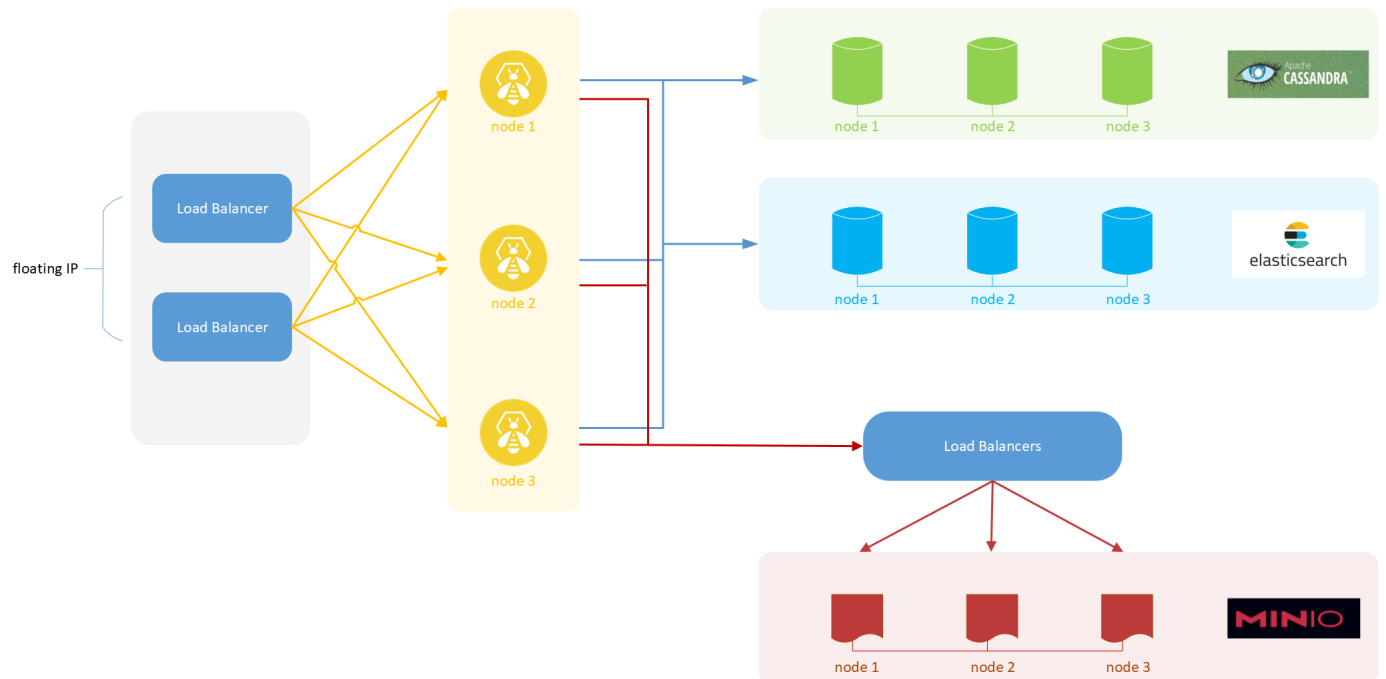 floating IP
Load Balancer
Load Balancer
node 1
node 2
node 3
node 1
node 2
node 3
Apache
CASSANDRA
node 1
node 2
node 3
elasticsearch
Load Balancers
node 1
node 2
node 3
MINIO